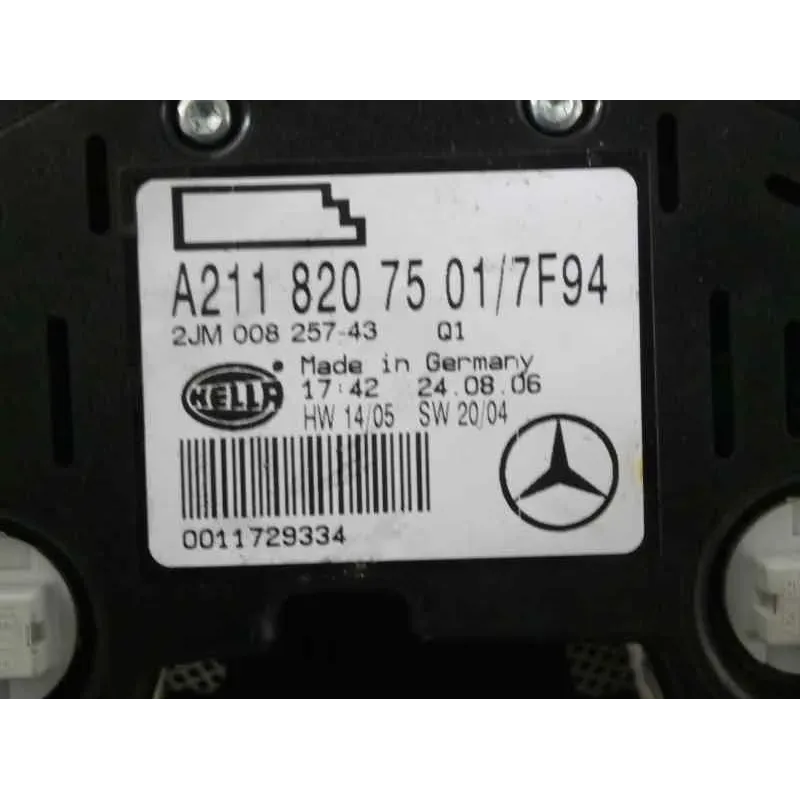 A211 820 75 01/7F94
2JM 008 257-43 Q1
HELLA
Made in Germany
17:42 24.08.06
HW 14/05 SW 20/04
0011729334